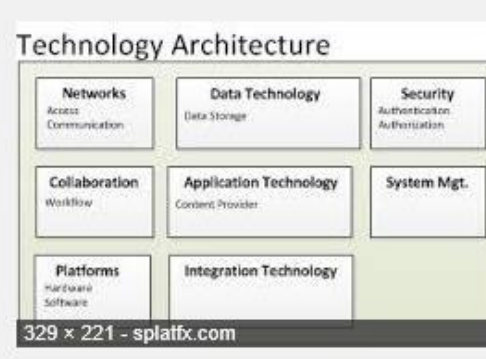 Technology Architecture
Networks
Access
Communication
Data Technology
Data Storage
Security
Authentication
Authorization
Collaboration
Workflow
Application Technology
Content Provider
System Mgt.
Platforms
Hardware
Software
Integration Technology
329 × 221 - splatfx.com